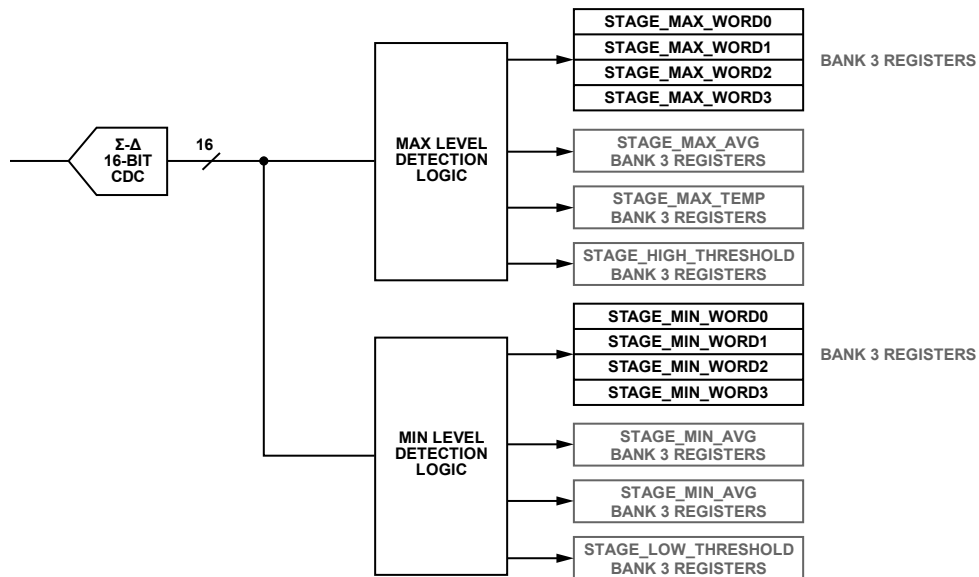 Σ-Δ
16-BIT
CDC
16
MAX LEVEL
DETECTION
LOGIC
STAGE_MAX_WORD0
STAGE_MAX_WORD1
STAGE_MAX_WORD2
STAGE_MAX_WORD3
BANK 3 REGISTERS
STAGE_MAX_AVG
BANK 3 REGISTERS
STAGE_MAX_TEMP
BANK 3 REGISTERS
STAGE_HIGH_THRESHOLD
BANK 3 REGISTERS
MIN LEVEL
DETECTION
LOGIC
STAGE_MIN_WORD0
STAGE_MIN_WORD1
STAGE_MIN_WORD2
STAGE_MIN_WORD3
BANK 3 REGISTERS
STAGE_MIN_AVG
BANK 3 REGISTERS
STAGE_MIN_AVG
BANK 3 REGISTERS
STAGE_LOW_THRESHOLD
BANK 3 REGISTERS